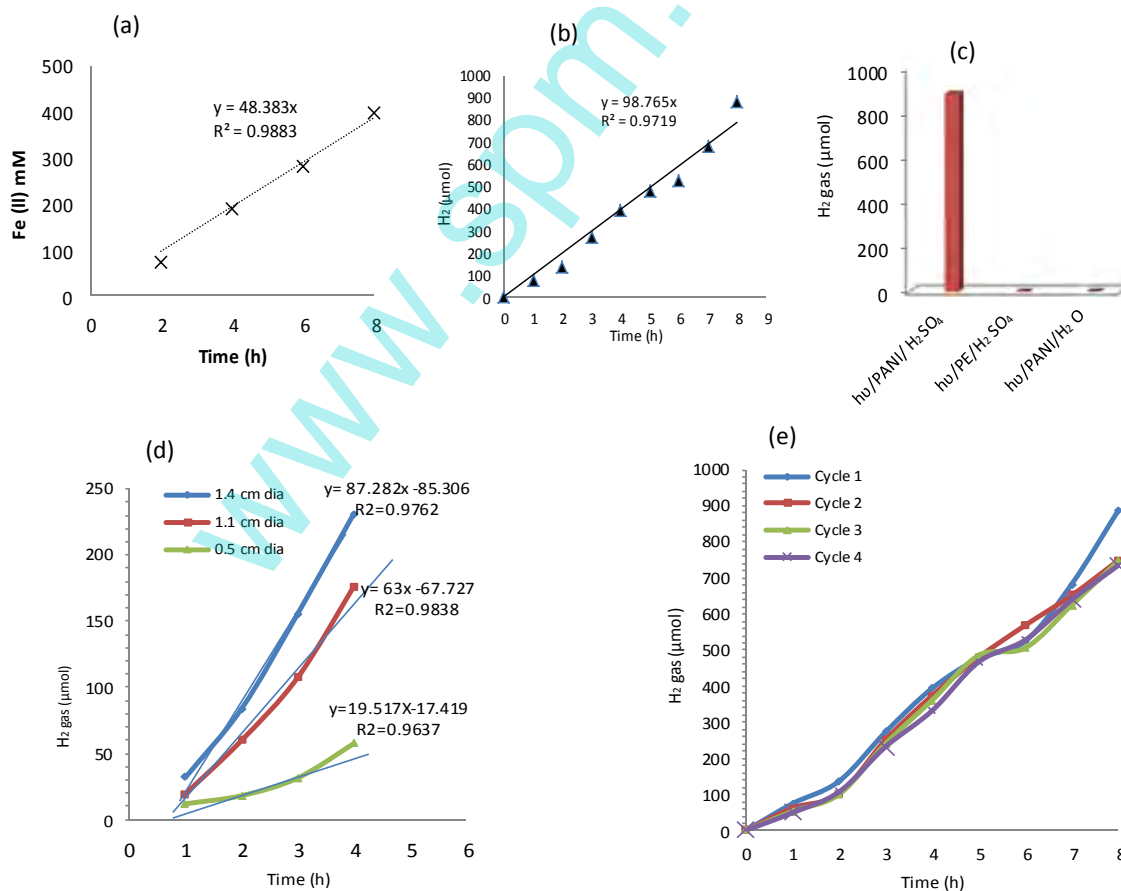 (a)
500
400
300
200
100
0
Fe (II) mM
y = 48.383x
R² = 0.9883
0 2 4 6 8
Time (h)
(b)
1000
900
800
700
600
500
400
300
200
100
0
H₂ (µmol)
y = 98.765x
R² = 0.9719
0 1 2 3 4 5 6 7 8 9
Time (h)
(c)
1000
800
600
400
200
0
H₂ gas (µmol)
hυ/PANI/ H₂SO₄
hυ/PE/H₂SO₄
hυ/PANI/H₂ O
(d)
250
200
150
100
50
0
H₂ gas (µmol)
1.4 cm dia
1.1 cm dia
0.5 cm dia
y= 87.282x -85.306
R2=0.9762
y= 63x -67.727
R2=0.9838
y=19.517X-17.419
R2=0.9637
0 1 2 3 4 5 6
Time (h)
(e)
1000
900
800
700
600
500
400
300
200
100
0
H₂ gas (µmol)
Cycle 1
Cycle 2
Cycle 3
Cycle 4
0 1 2 3 4 5 6 7 8
Time (h)
www.spm.